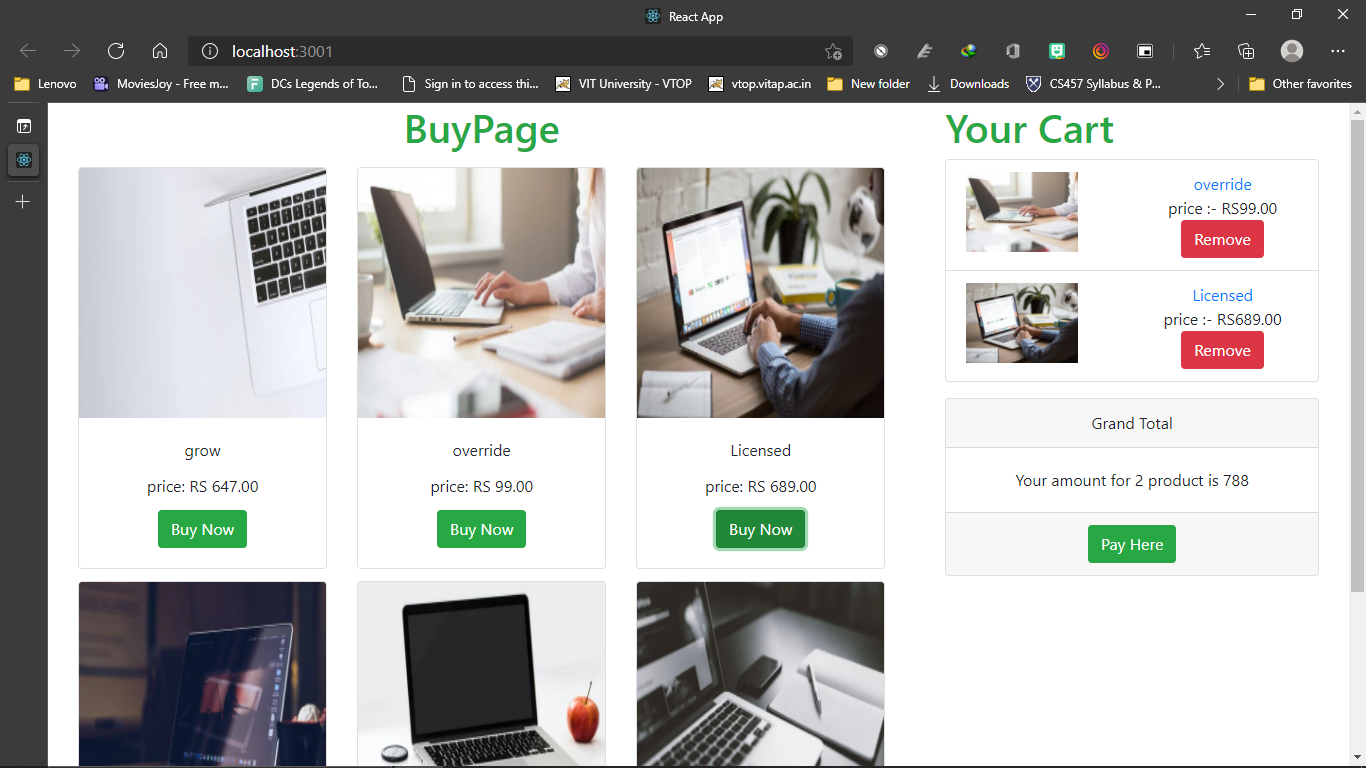 React App
localhost:3001
Lenovo
MoviesJoy - Free m...
DCs Legends of To...
Sign in to access thi...
VIT University - VTOP
vtop.vitap.ac.in
New folder
Downloads
CS457 Syllabus & P...
Other favorites
BuyPage
grow
price: RS 647.00
Buy Now
override
price: RS 99.00
Buy Now
Licensed
price: RS 689.00
Buy Now
Your Cart
override
price :- RS99.00
Remove
Licensed
price :- RS689.00
Remove
Grand Total
Your amount for 2 product is 788
Pay Here